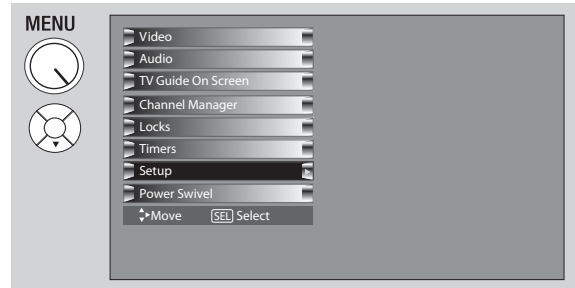 MENU
Video
Audio
TV Guide On Screen
Channel Manager
Locks
Timers
Setup
Power Swivel
Move SEL Select